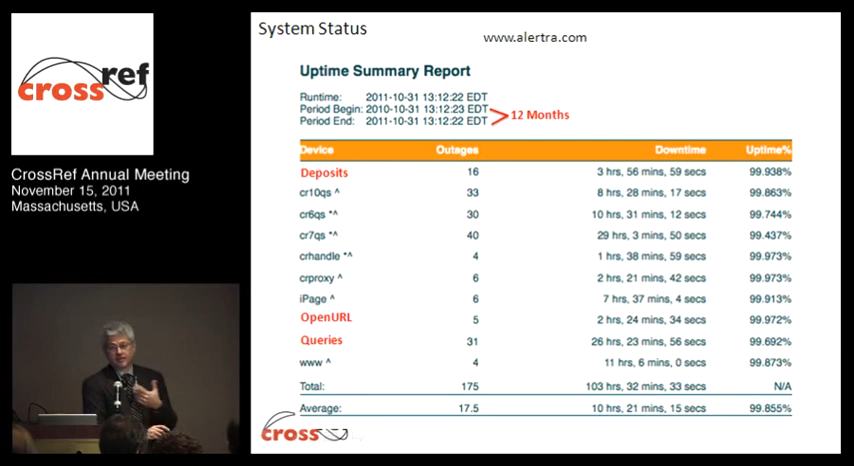 crossref
CrossRef Annual Meeting
November 15, 2011
Massachusetts, USA
System Status
www.alertra.com
Uptime Summary Report
Runtime: 2011-10-31 13:12:22 EDT
Period Begin: 2010-10-31 13:12:23 EDT
Period End: 2011-10-31 13:12:22 EDT
12 Months
Device Outages Downtime Uptime%
Deposits 16 3 hrs, 56 mins, 59 secs 99.938%
cr10qs ^ 33 8 hrs, 28 mins, 17 secs 99.863%
cr6qs *^ 30 10 hrs, 31 mins, 12 secs 99.744%
cr7qs *^ 40 29 hrs, 3 mins, 50 secs 99.437%
crhandle *^ 4 1 hrs, 38 mins, 59 secs 99.973%
crproxy ^ 6 2 hrs, 21 mins, 42 secs 99.973%
iPage ^ 6 7 hrs, 37 mins, 4 secs 99.913%
OpenURL 5 2 hrs, 24 mins, 34 secs 99.972%
Queries 31 26 hrs, 23 mins, 56 secs 99.692%
www ^ 4 11 hrs, 6 mins, 0 secs 99.873%
Total: 175 103 hrs, 32 mins, 33 secs N/A
Average: 17.5 10 hrs, 21 mins, 15 secs 99.855%
cross